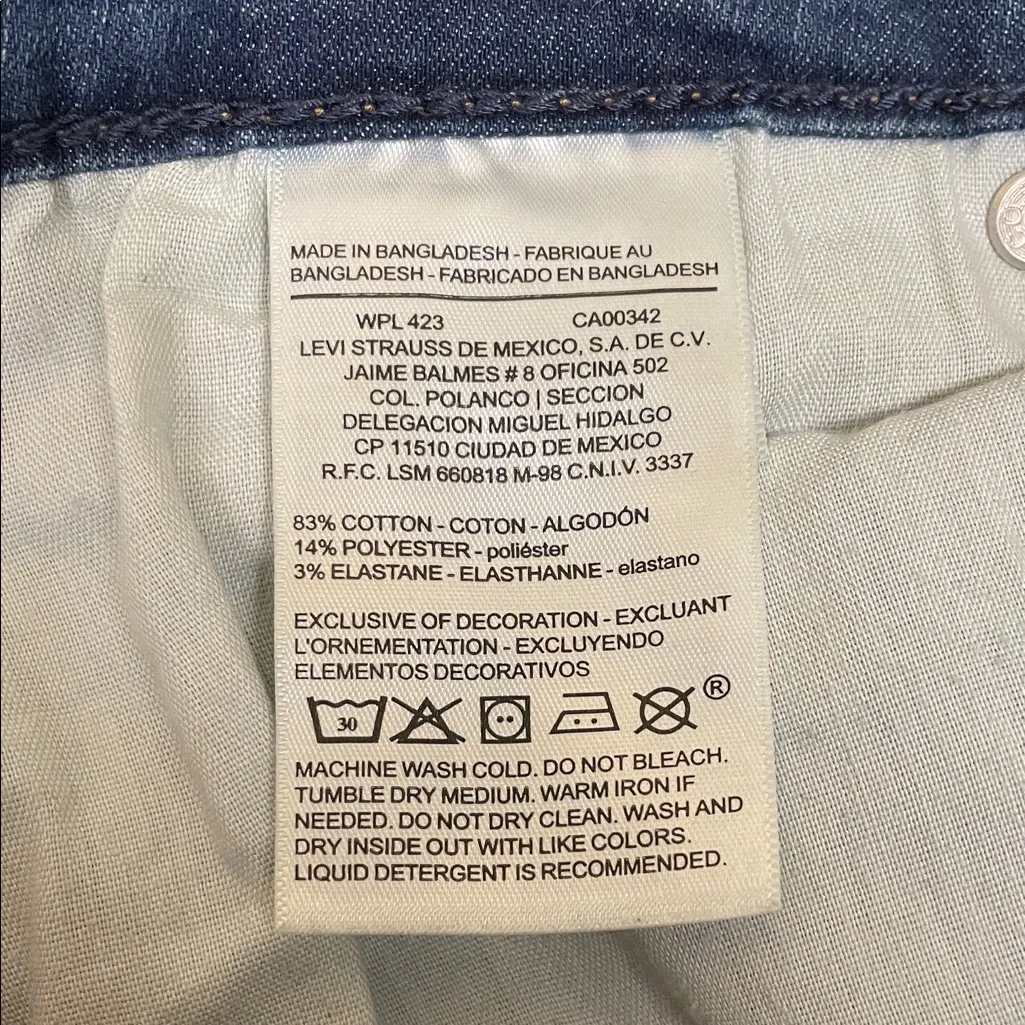 MADE IN BANGLADESH - FABRIQUE AU
BANGLADESH - FABRICADO EN BANGLADESH
WPL 423 CA00342
LEVI STRAUSS DE MEXICO, S.A. DE C.V.
JAIME BALMES # 8 OFICINA 502
COL. POLANCO | SECCION
DELEGACION MIGUEL HIDALGO
CP 11510 CIUDAD DE MEXICO
R.F.C. LSM 660818 M-98 C.N.I.V. 3337
83% COTTON - COTON - ALGODÓN
14% POLYESTER - poliéster
3% ELASTANE - ELASTHANNE - elastano
EXCLUSIVE OF DECORATION - EXCLUANT
L'ORNEMENTATION - EXCLUYENDO
ELEMENTOS DECORATIVOS
30 ®
MACHINE WASH COLD. DO NOT BLEACH.
TUMBLE DRY MEDIUM. WARM IRON IF
NEEDED. DO NOT DRY CLEAN. WASH AND
DRY INSIDE OUT WITH LIKE COLORS.
LIQUID DETERGENT IS RECOMMENDED.